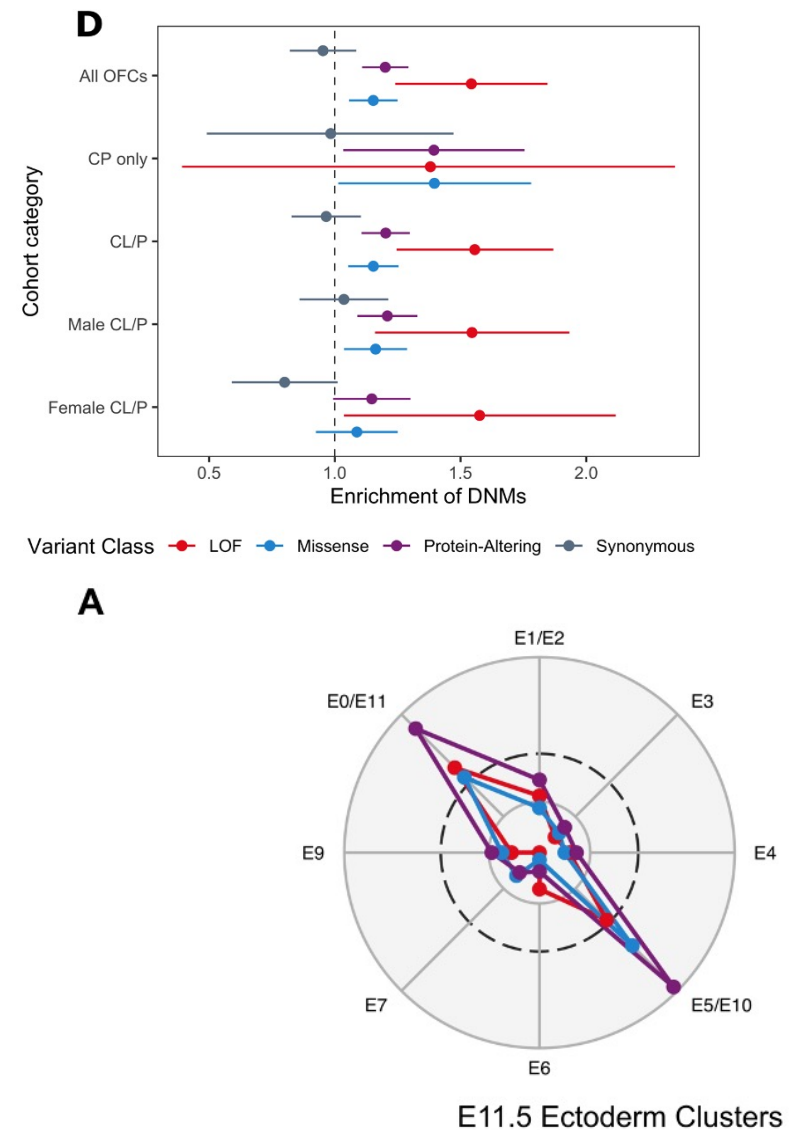 D
All OFCs
CP only
CL/P
Male CL/P
Female CL/P
Cohort category
0.5 1.0 1.5 2.0
Enrichment of DNMs
Variant Class LOF Missense Protein-Altering Synonymous
A
E1/E2
E0/E11 E3
E9 E4
E7 E5/E10
E6
E11.5 Ectoderm Clusters